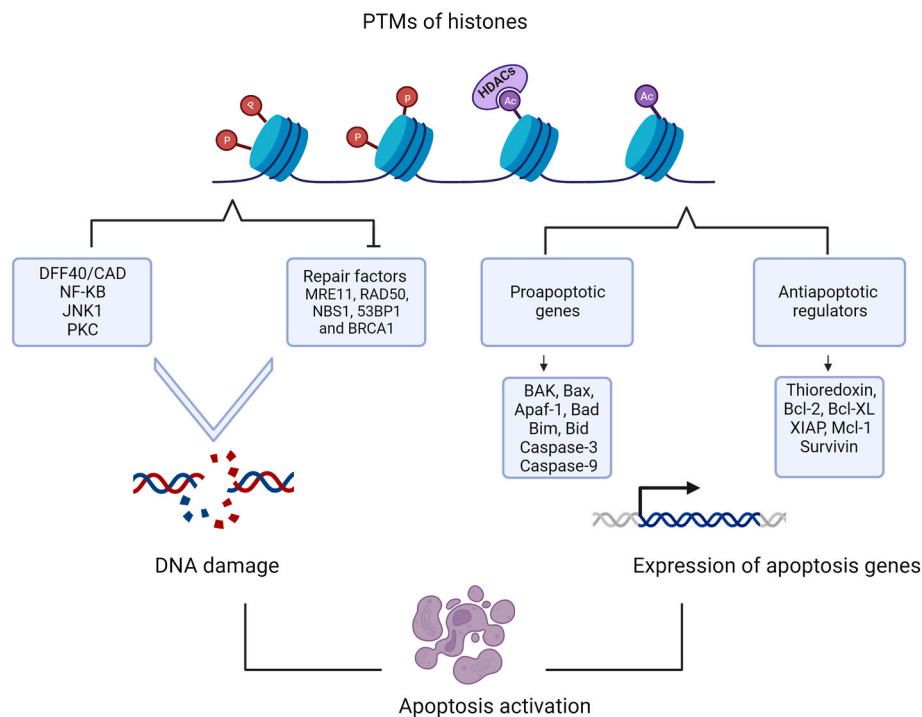 PTMs of histones
P
P
P
p
HDACs
Ac
Ac
DFF40/CAD
NF-KB
JNK1
PKC
Repair factors
MRE11, RAD50,
NBS1, 53BP1
and BRCA1
Proapoptotic
genes
Antiapoptotic
regulators
BAK, Bax,
Apaf-1, Bad
Bim, Bid
Caspase-3
Caspase-9
Thioredoxin,
Bcl-2, Bcl-XL
XIAP, Mcl-1
Survivin
DNA damage
Expression of apoptosis genes
Apoptosis activation